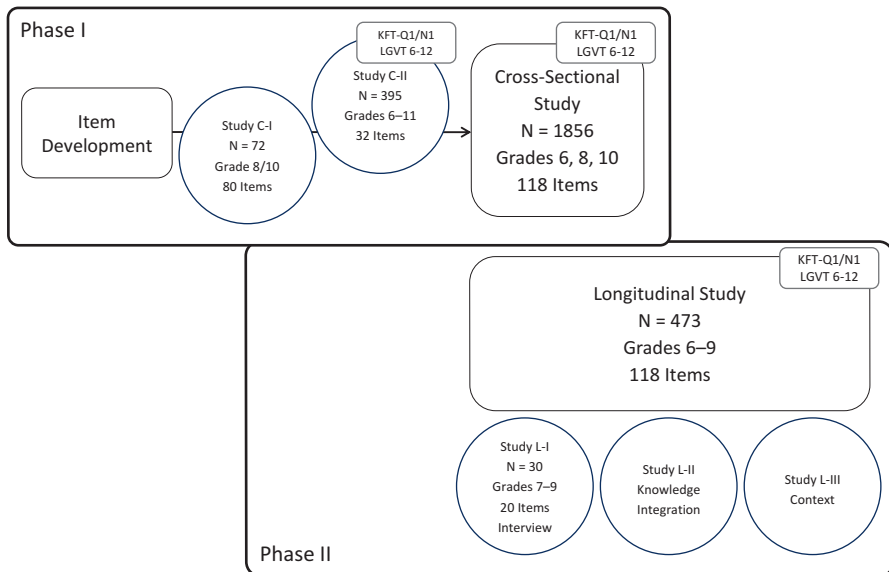 Phase I
Item
Development
Study C-I
N = 72
Grade 8/10
80 Items
KFT-Q1/N1
LGVT 6-12
Study C-II
N = 395
Grades 6–11
32 Items
KFT-Q1/N1
LGVT 6-12
Cross-Sectional
Study
N = 1856
Grades 6, 8, 10
118 Items
KFT-Q1/N1
LGVT 6-12
Longitudinal Study
N = 473
Grades 6–9
118 Items
Study L-I
N = 30
Grades 7–9
20 Items
Interview
Study L-II
Knowledge
Integration
Study L-III
Context
Phase II